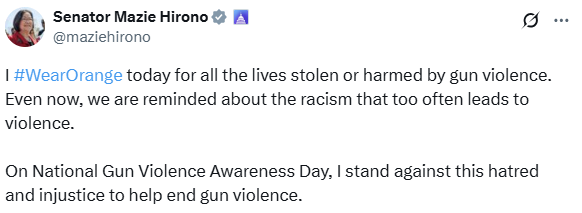 Senator Mazie Hirono
@maziehirono
I #WearOrange today for all the lives stolen or harmed by gun violence.
Even now, we are reminded about the racism that too often leads to
violence.
On National Gun Violence Awareness Day, I stand against this hatred
and injustice to help end gun violence.